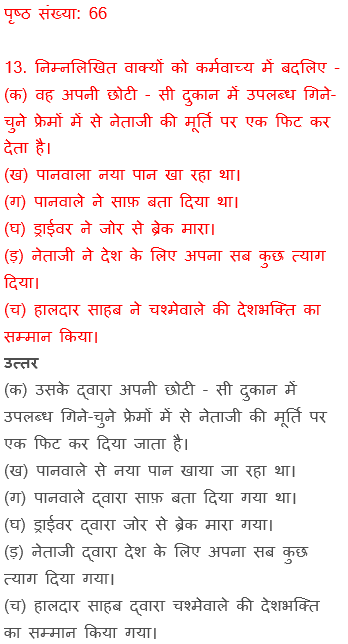 पृष्ठ संख्या: 66
13. निम्नलिखित वाक्यों को कर्मवाच्य में बदलिए -
(क) वह अपनी छोटी - सी दुकान में उपलब्ध गिने-
चुने फ्रेमों में से नेताजी की मूर्ति पर एक फिट कर
देता है।
(ख) पानवाला नया पान खा रहा था।
(ग) पानवाले ने साफ़ बता दिया था।
(घ) ड्राईवर ने जोर से ब्रेक मारा।
(ड़) नेताजी ने देश के लिए अपना सब कुछ त्याग
दिया।
(च) हालदार साहब ने चश्मेवाले की देशभक्ति का
सम्मान किया।
उत्तर
(क) उसके द्वारा अपनी छोटी - सी दुकान में
उपलब्ध गिने-चुने फ्रेमों में से नेताजी की मूर्ति पर
एक फिट कर दिया जाता है।
(ख) पानवाले से नया पान खाया जा रहा था।
(ग) पानवाले द्वारा साफ़ बता दिया गया था।
(घ) ड्राईवर द्वारा जोर से ब्रेक मारा गया।
(ड़) नेताजी द्वारा देश के लिए अपना सब कुछ
त्याग दिया गया।
(च) हालदार साहब द्वारा चश्मेवाले की देशभक्ति
का सम्मान किया गया।